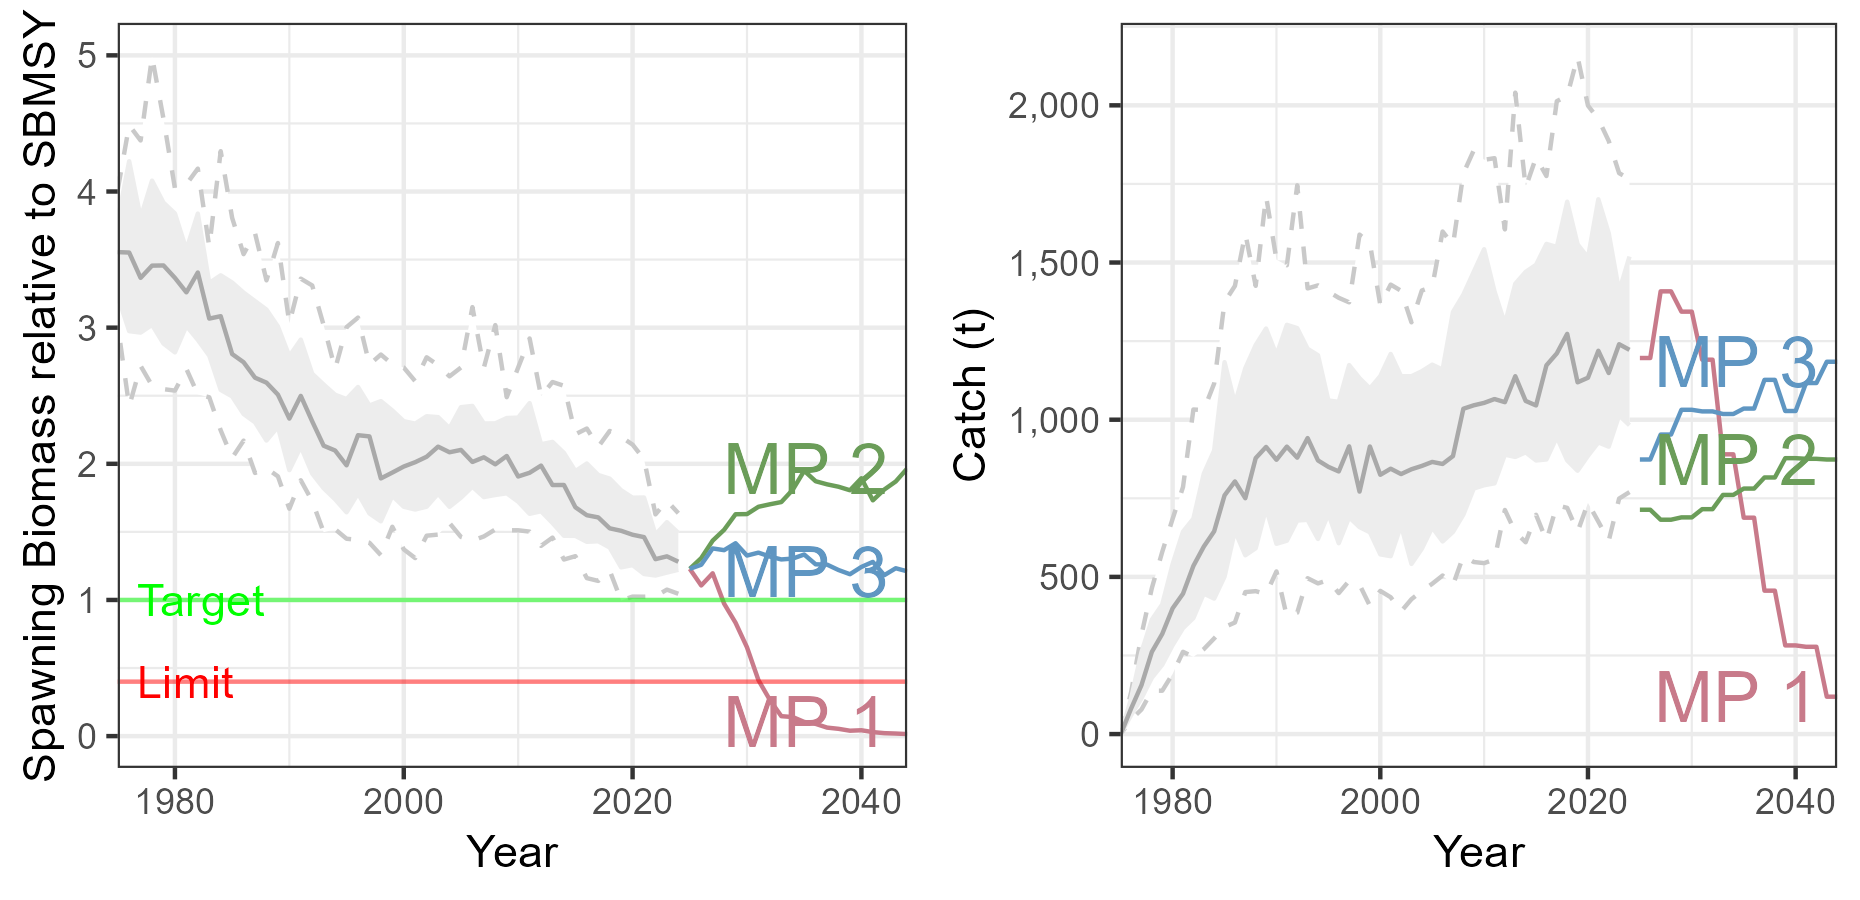 Spawning Biomass relative to SBMSY
5
4
3
2
1
0
Target
Limit
MP 2
MP 3
MP 1
1980
2000
2020
2040
Year
Catch (t)
2,000
1,500
1,000
500
0
MP 3
MP 2
MP 1
1980
2000
2020
2040
Year